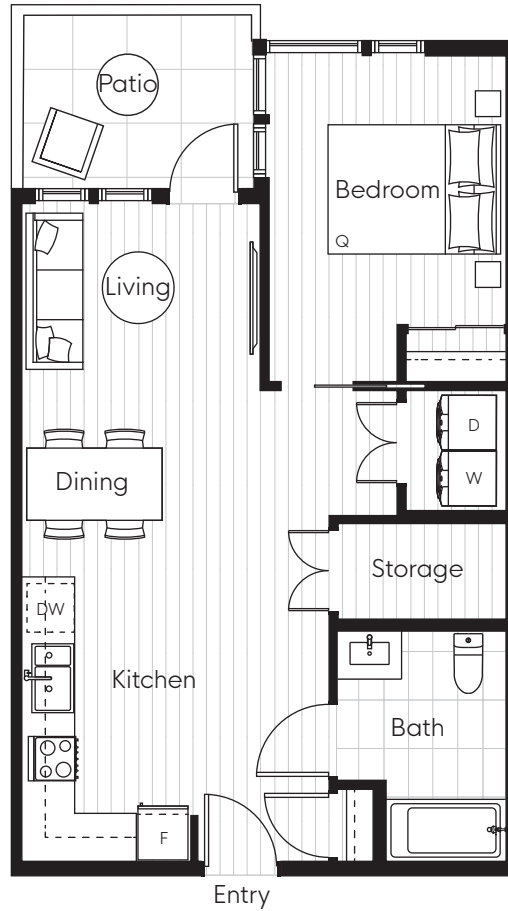 Patio
Bedroom
Q
Living
D
Dining
W
Storage
DW
Kitchen
Bath
F
Entry